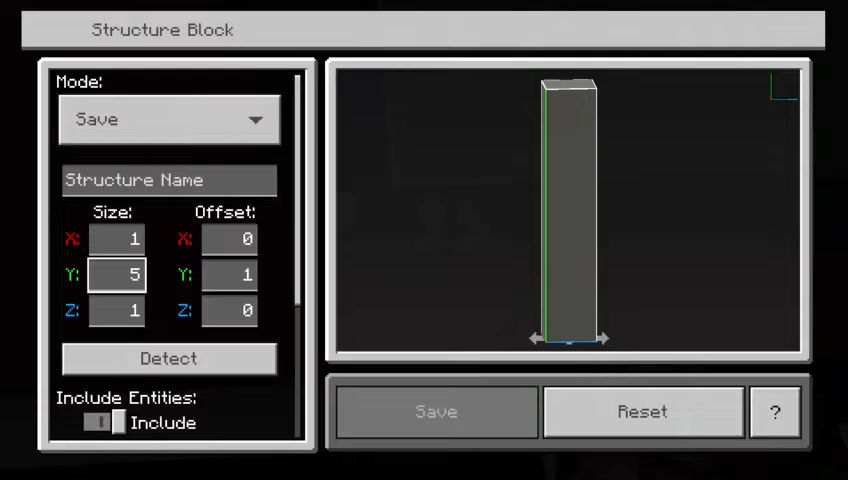 Structure Block
Mode:
Save
Structure Name
Size: Offset:
X: 1 X: 0
Y: 5 Y: 1
Z: 1 Z: 0
Detect
Include Entities:
Include
Save Reset ?